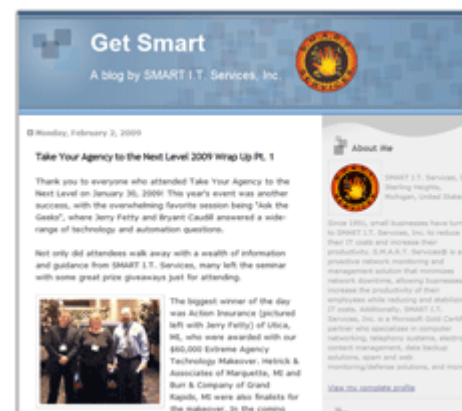 Get Smart
A blog by SMART I.T. Services, Inc.
Monday, February 2, 2009
Take Your Agency to the Next Level 2009 Wrap Up Pt. 1
Thank you to everyone who attended Take Your Agency to the
Next Level on January 30, 2009! This year's event was another
success, with the overwhelming favorite session being "Ask the
Geeks", where Jerry Fetty and Bryant Caudill answered a wide-
range of technology and automation questions.
Not only did attendees walk away with a wealth of information
and guidance from SMART I.T. Services, many left the seminar
with some great prize giveaways just for attending.
The biggest winner of the day
was Action Insurance (pictured
left with Jerry Fetty) of Utica,
MI, who were awarded with our
$60,000 Extreme Agency
Technology Makeover. Hetrick &
Associates of Marquette, MI and
Burr & Company of Grand
Rapids, MI were also finalists for
the makeover. In the coming
About Me
SMART I.T. Services,
Sterling Heights,
Michigan, United States
Since 1991, small businesses have
to SMART I.T. Services, Inc. to reduce
their IT costs and increase their
productivity. S.M.A.R.T. Services® is a
proactive network monitoring and
management solution that minimizes
network downtime, allowing businesses
increase the productivity of their
employees while reducing and
IT costs. Additionally, SMART I.T.
Services, Inc. is a Microsoft Gold
partner who specializes in computer
networking, telephony systems,
content management, data backup
solutions, spam and web
monitoring/defense solutions, and
View my complete profile